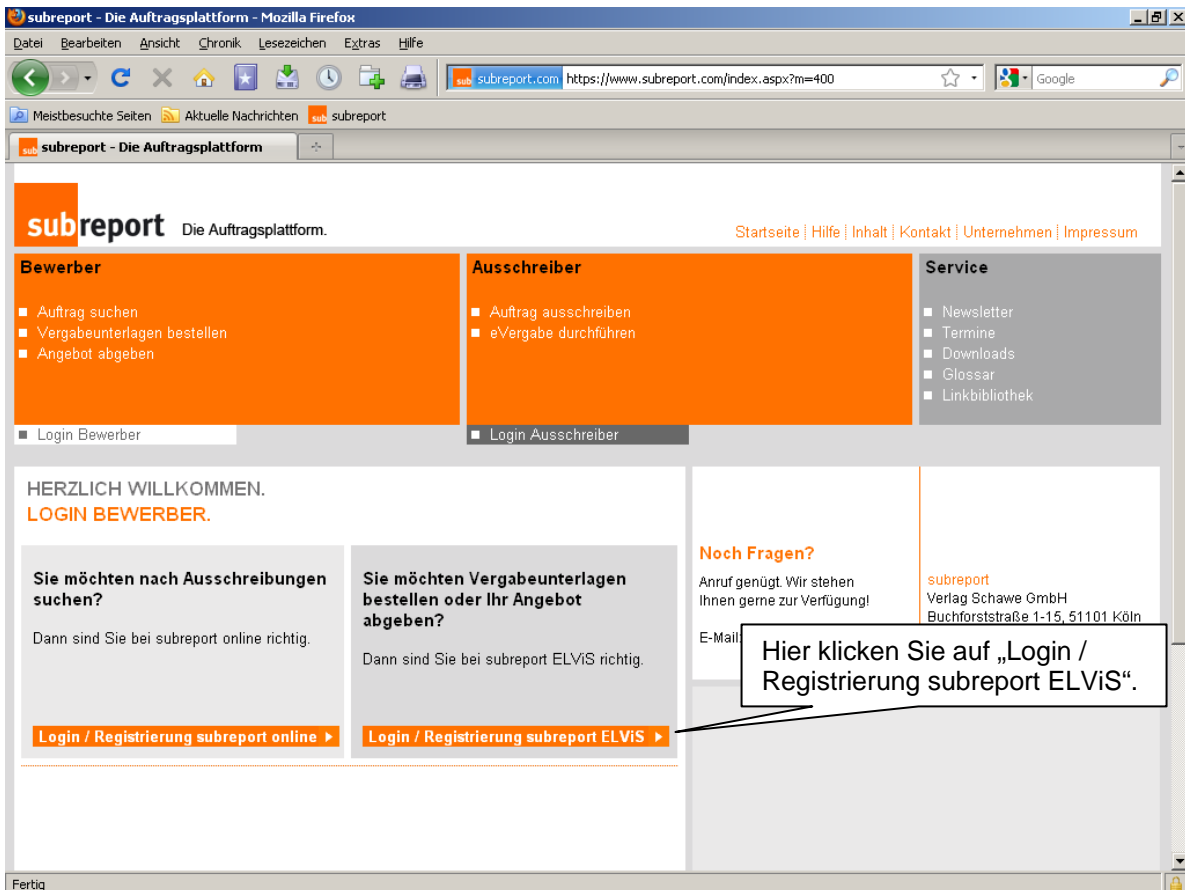 subreport - Die Auftragsplattform - Mozilla Firefox
Datei Bearbeiten Ansicht Chronik Lesezeichen Extras Hilfe
sub subreport.com https://www.subreport.com/index.aspx?m=400 Google
Meistbesuchte Seiten Aktuelle Nachrichten sub subreport
sub subreport - Die Auftragsplattform
subreport Die Auftragsplattform.
Startseite | Hilfe | Inhalt | Kontakt | Unternehmen | Impressum
Bewerber
Auftrag suchen
Vergabeunterlagen bestellen
Angebot abgeben
Login Bewerber
Ausschreiber
Auftrag ausschreiben
eVergabe durchführen
Login Ausschreiber
Service
Newsletter
Termine
Downloads
Glossar
Linkbibliothek
HERZLICH WILLKOMMEN.
LOGIN BEWERBER.
Sie möchten nach Ausschreibungen
suchen?
Dann sind Sie bei subreport online richtig.
Login / Registrierung subreport online
Sie möchten Vergabeunterlagen
bestellen oder Ihr Angebot
abgeben?
Dann sind Sie bei subreport ELViS richtig.
Login / Registrierung subreport ELViS
Noch Fragen?
Anruf genügt. Wir stehen
Ihnen gerne zur Verfügung!
E-Mail:
subreport
Verlag Schawe GmbH
Buchforststraße 1-15, 51101 Köln
Hier klicken Sie auf „Login /
Registrierung subreport ELViS“.
Fertig